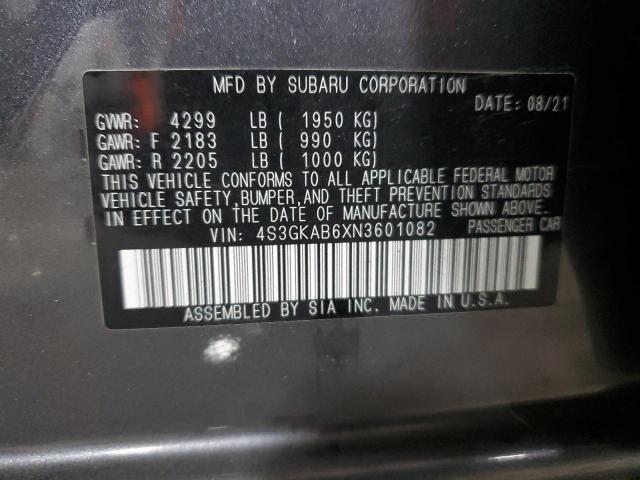 MFD BY SUBARU CORPORATION
DATE: 08/21
GVWR: 4299 LB ( 1950 KG)
GAWR: F 2183 LB ( 990 KG)
GAWR: R 2205 LB ( 1000 KG)
THIS VEHICLE CONFORMS TO ALL APPLICABLE FEDERAL MOTOR
VEHICLE SAFETY,BUMPER,AND THEFT PREVENTION STANDARDS
IN EFFECT ON THE DATE OF MANUFACTURE SHOWN ABOVE.
VIN: 4S3GKAB6XN3601082 PASSENGER CAR
ASSEMBLED BY SIA INC. MADE IN U.S.A.